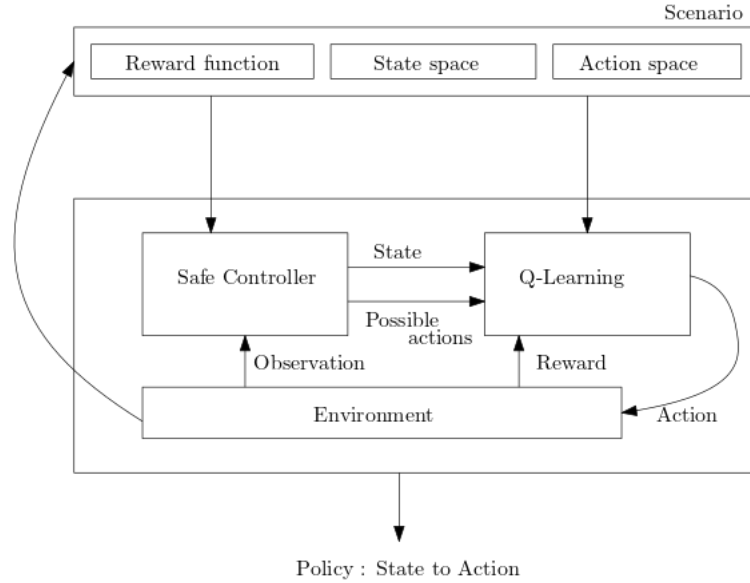 Scenario
Reward function
State space
Action space
State
Safe Controller
Q-Learning
Possible
actions
Observation
Reward
Environment
Action
Policy : State to Action